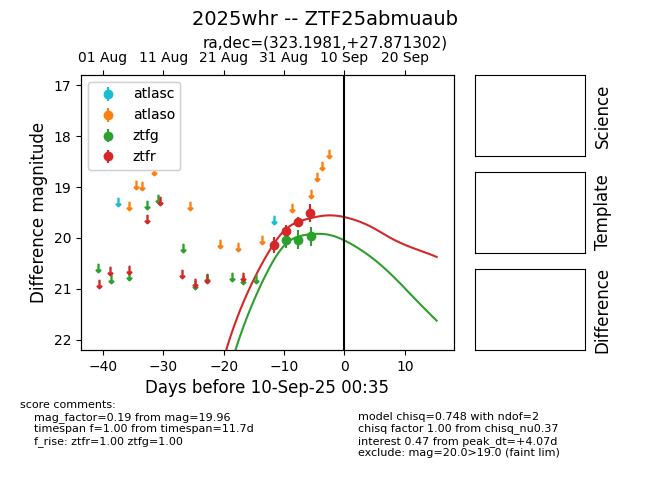 2025whr -- ZTF25abmuaub
ra,dec=(323.1981,+27.871302)
01 Aug 11 Aug 21 Aug 31 Aug 10 Sep 20 Sep
atlasc
atlaso
ztfg
ztfr
17
18
19
20
21
22
Difference magnitude
−40 −30 −20 −10 0 10
Days before 10-Sep-25 00:35
Science
Template
Difference
score comments:
mag_factor=0.19 from mag=19.96
timespan f=1.00 from timespan=11.7d
f_rise: ztfr=1.00 ztfg=1.00
model chisq=0.748 with ndof=2
chisq factor 1.00 from chisq_nu0.37
interest 0.47 from peak_dt=+4.07d
exclude: mag=20.0>19.0 (faint lim)